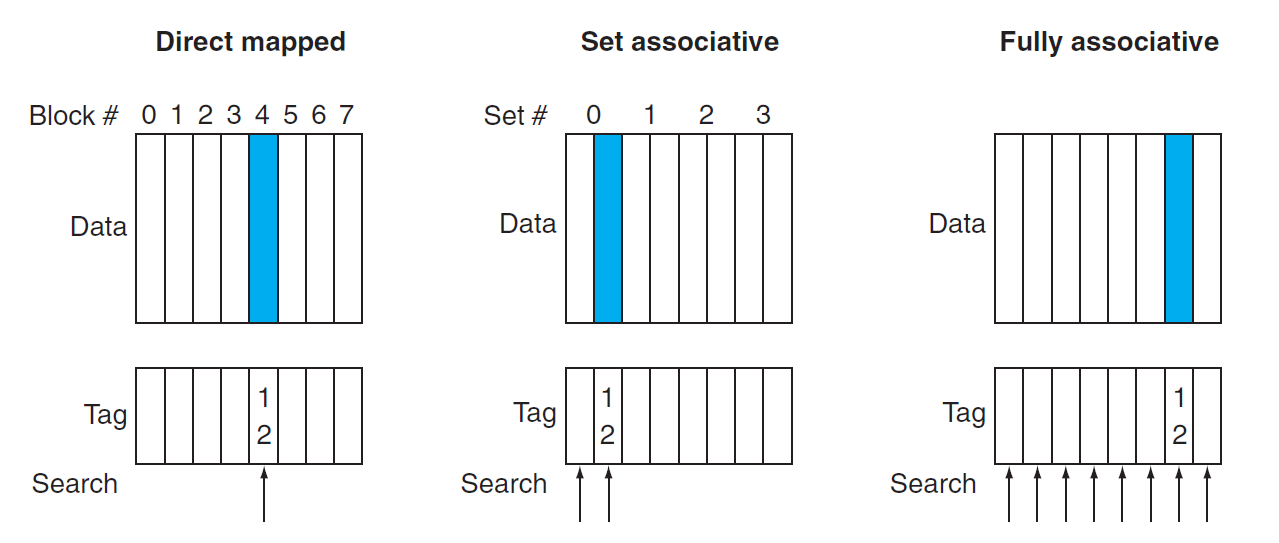 Direct mapped
Block # 0 1 2 3 4 5 6 7
Data
Tag
1
2
Search
Set associative
Set # 0 1 2 3
Data
Tag
1
2
Search
Fully associative
Data
Tag
1
2
Search